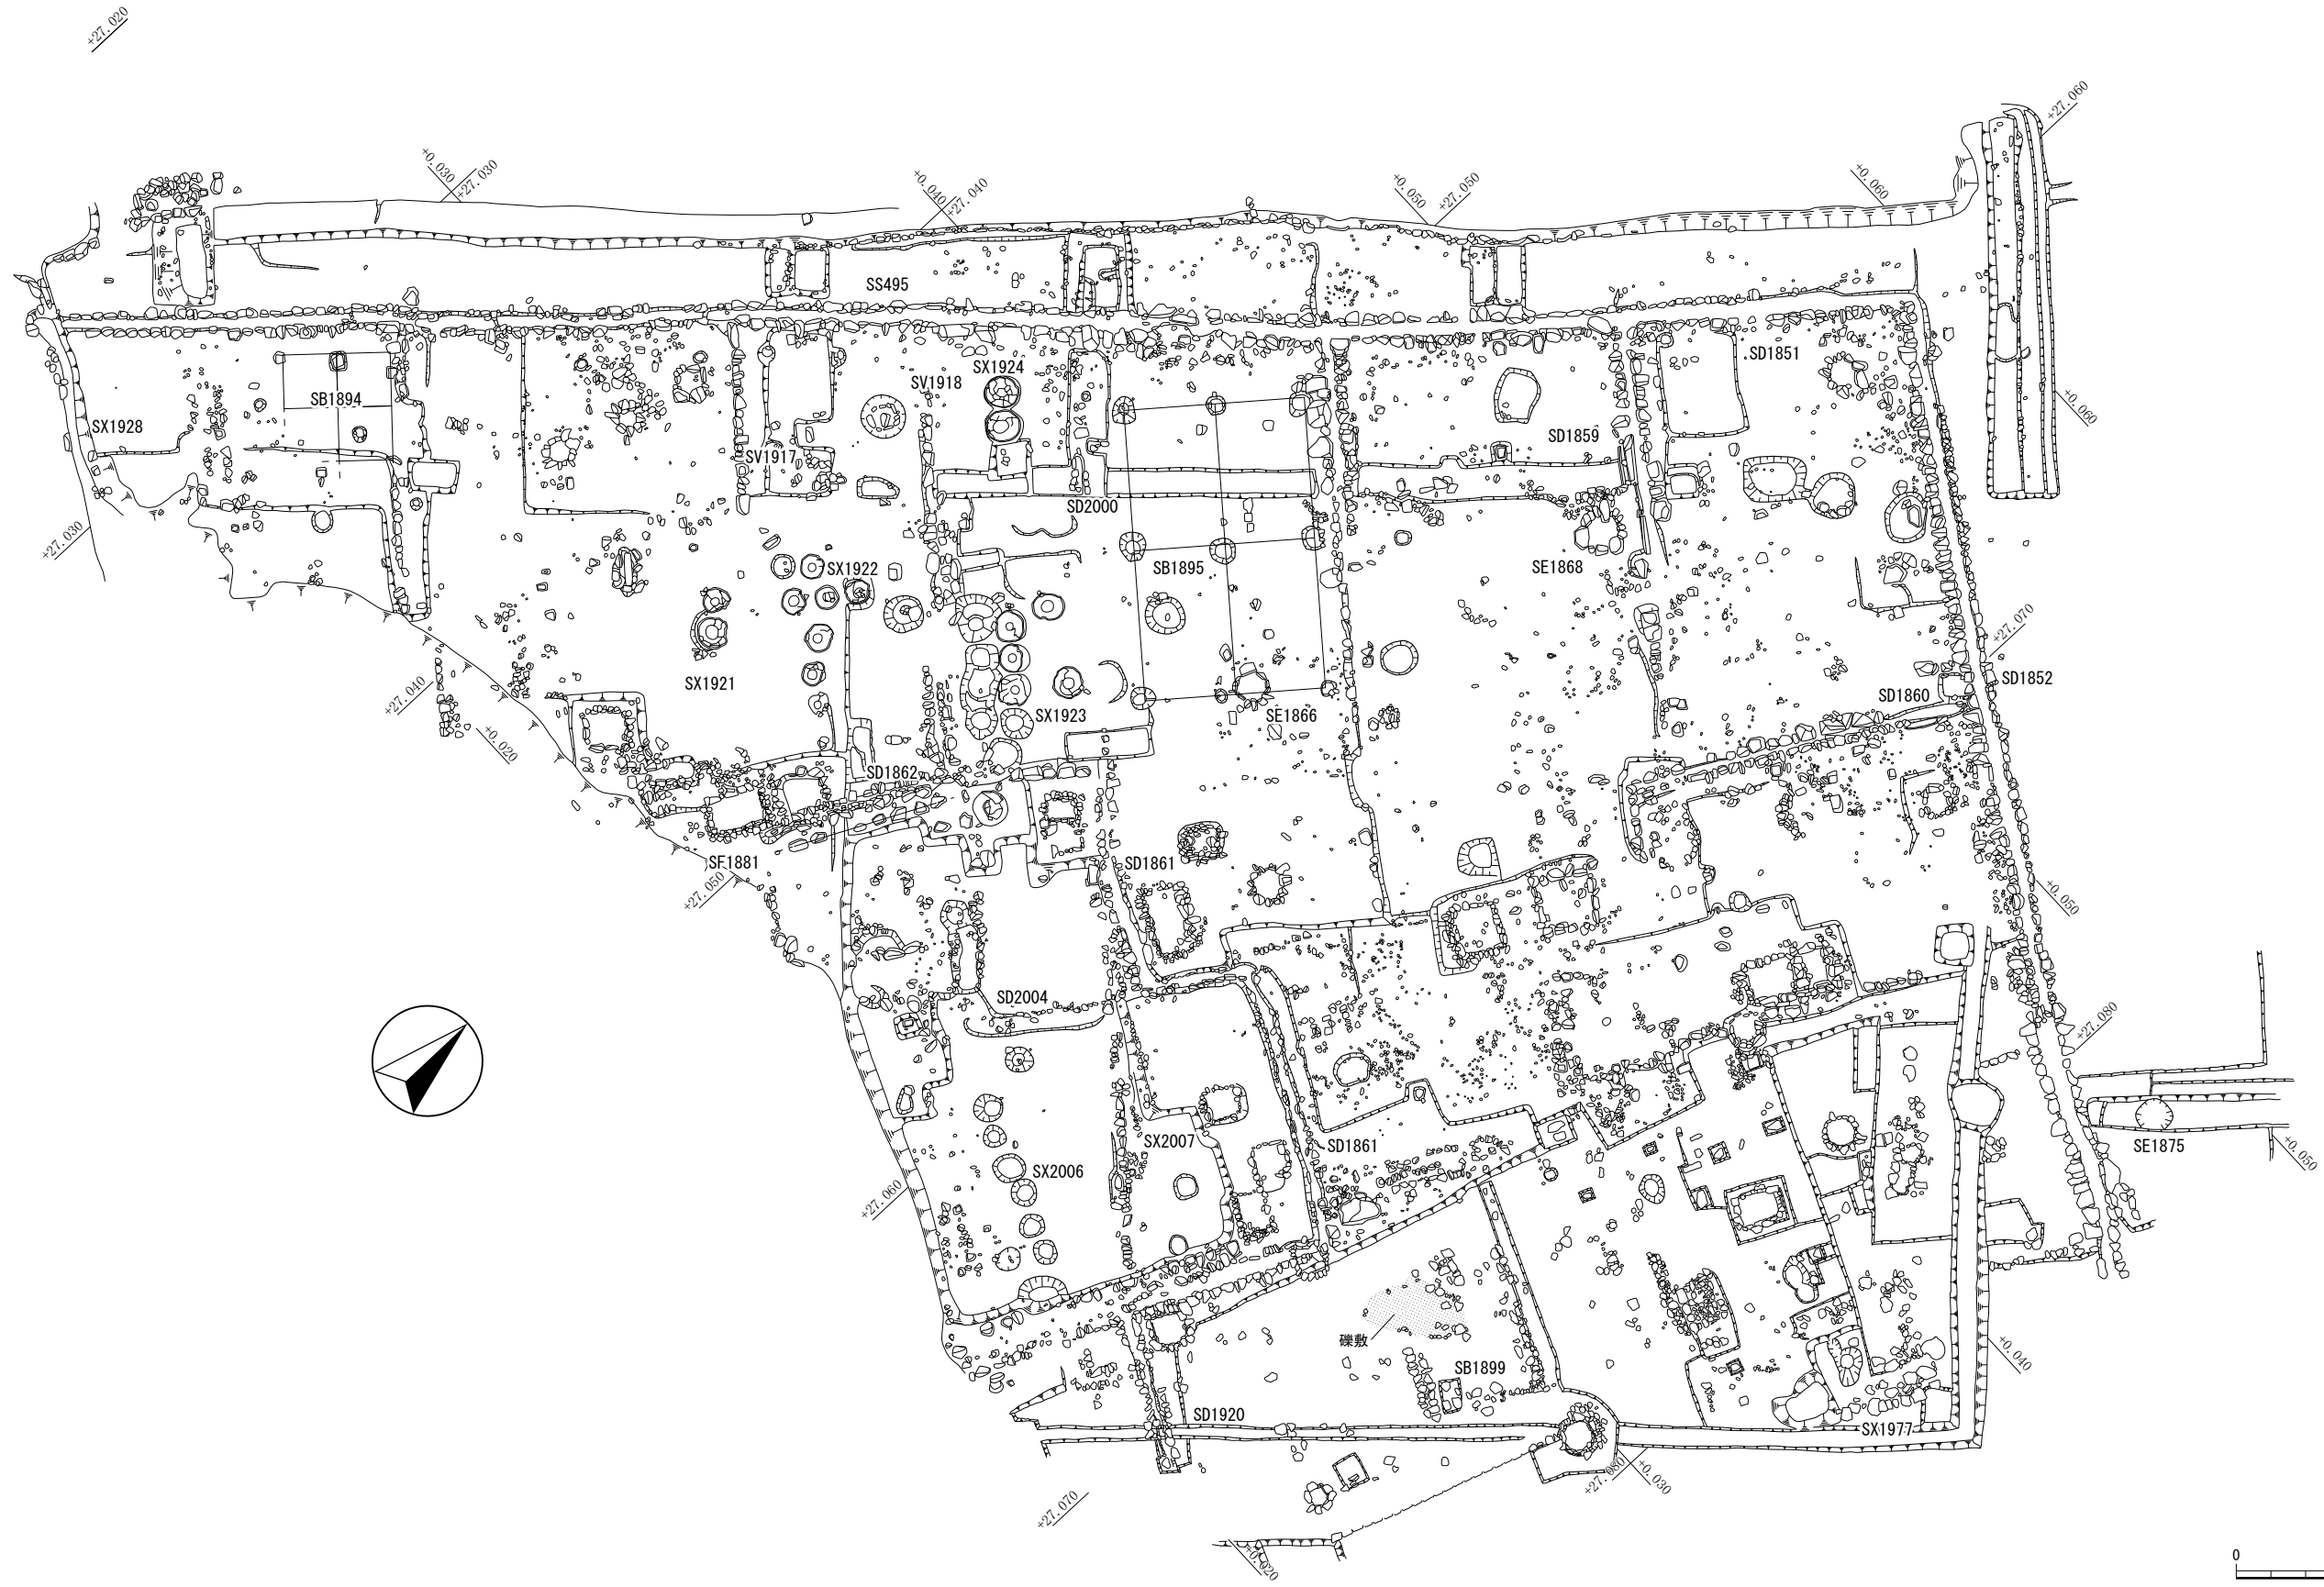 +27.020
+27.060
+0.030
+27.030
+0.040
+27.040
+0.050
+27.050
+0.060
SS495
SD1851
SX1924
SV1918
SB1894
+0.060
SX1928
SD1859
SV1917
SD2000
+27.030
SX1922
SB1895
SE1868
+27.070
SD1852
SX1921
+27.040
SD1860
SX1923
SE1866
+0.020
SD1862
SF1881
SD1861
+27.050
+0.050
SD2004
+27.080
SX2007
SD1861
SE1875
+0.050
SX2006
+27.060
礫敷
+0.040
SB1899
SD1920
SX1977
+27.080
+0.030
+27.070
+0.020
0